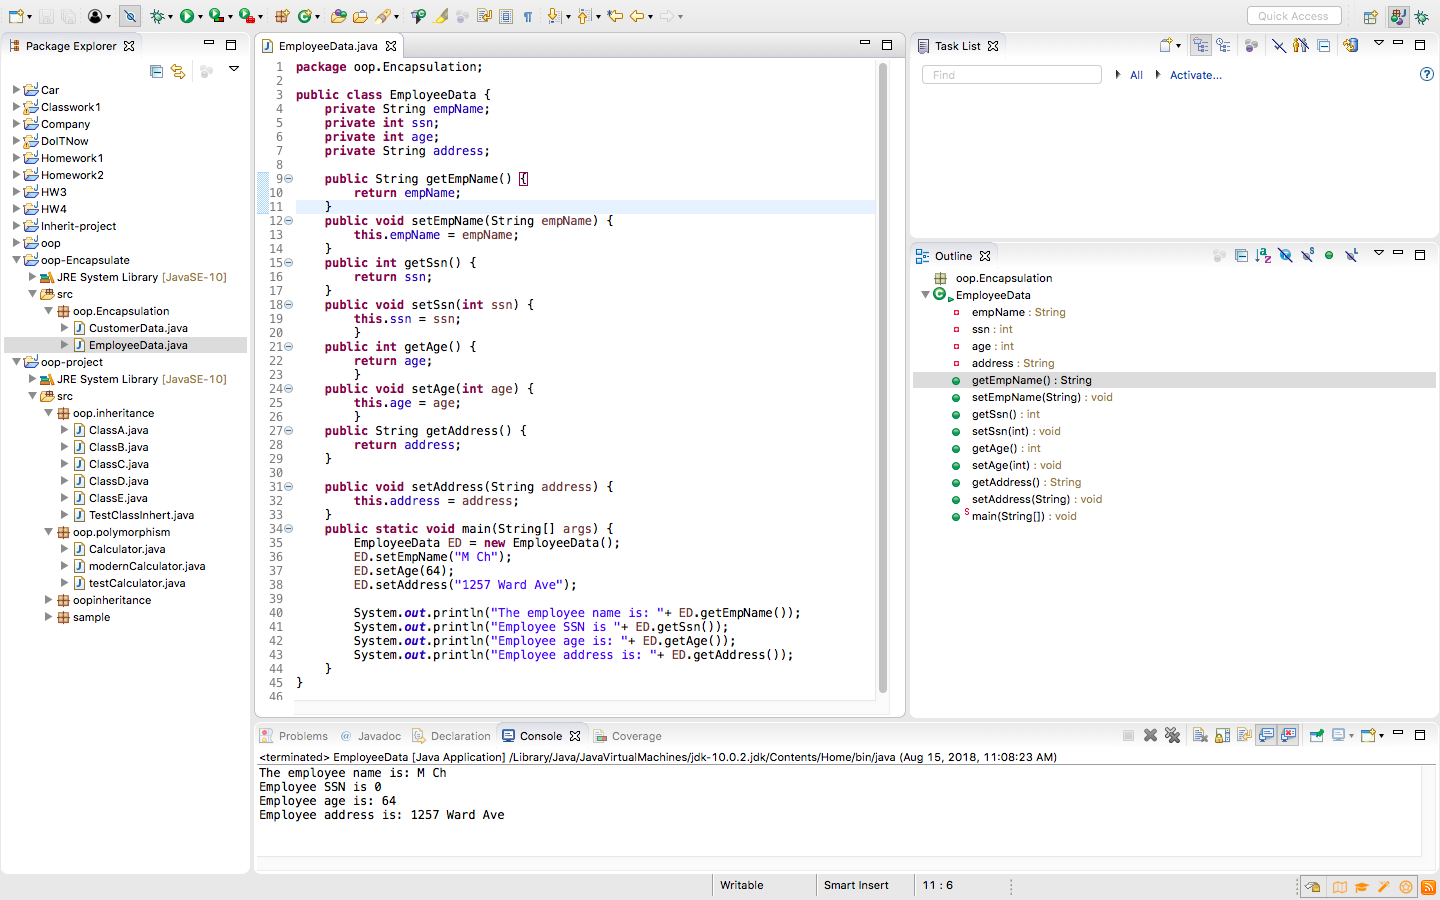 Quick Access
Package Explorer
Car
Classwork1
Company
DoITNow
Homework1
Homework2
HW3
HW4
Inherit-project
oop
oop-Encapsulate
JRE System Library [JavaSE-10]
src
oop.Encapsulation
CustomerData.java
EmployeeData.java
oop-project
JRE System Library [JavaSE-10]
src
oop.inheritance
ClassA.java
ClassB.java
ClassC.java
ClassD.java
ClassE.java
TestClassInhert.java
oop.polymorphism
Calculator.java
modernCalculator.java
testCalculator.java
oopinheritance
sample
EmployeeData.java
1 package oop.Encapsulation;
2
3 public class EmployeeData {
4 private String empName;
5 private int ssn;
6 private int age;
7 private String address;
8
9 public String getEmpName() {
10 return empName;
11 }
12 public void setEmpName(String empName) {
13 this.empName = empName;
14 }
15 public int getSsn() {
16 return ssn;
17 }
18 public void setSsn(int ssn) {
19 this.ssn = ssn;
20 }
21 public int getAge() {
22 return age;
23 }
24 public void setAge(int age) {
25 this.age = age;
26 }
27 public String getAddress() {
28 return address;
29 }
30
31 public void setAddress(String address) {
32 this.address = address;
33 }
34 public static void main(String[] args) {
35 EmployeeData ED = new EmployeeData();
36 ED.setEmpName("M Ch");
37 ED.setAge(64);
38 ED.setAddress("1257 Ward Ave");
39
40 System.out.println("The employee name is: "+ ED.getEmpName());
41 System.out.println("Employee SSN is "+ ED.getSsn());
42 System.out.println("Employee age is: "+ ED.getAge());
43 System.out.println("Employee address is: "+ ED.getAddress());
44 }
45 }
46
Task List
Find All Activate...
Outline
oop.Encapsulation
EmployeeData
empName : String
ssn : int
age : int
address : String
getEmpName() : String
setEmpName(String) : void
getSsn() : int
setSsn(int) : void
getAge() : int
setAge(int) : void
getAddress() : String
setAddress(String) : void
main(String[]) : void
Problems Javadoc Declaration Console Coverage
<terminated> EmployeeData [Java Application] /Library/Java/JavaVirtualMachines/jdk-10.0.2.jdk/Contents/Home/bin/java (Aug 15, 2018, 11:08:23 AM)
The employee name is: M Ch
Employee SSN is 0
Employee age is: 64
Employee address is: 1257 Ward Ave
Writable Smart Insert 11 : 6